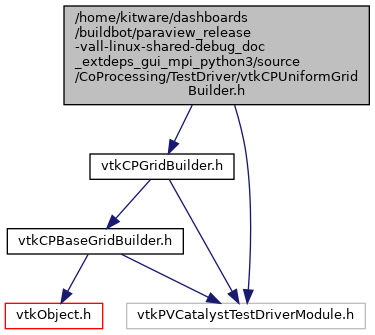 /home/kitware/dashboards
/buildbot/paraview_release
-vall-linux-shared-debug_doc
_extdeps_gui_mpi_python3/source
/CoProcessing/TestDriver/vtkCPUniformGrid
Builder.h
vtkCPGridBuilder.h
vtkCPBaseGridBuilder.h
vtkObject.h
vtkPVCatalystTestDriverModule.h